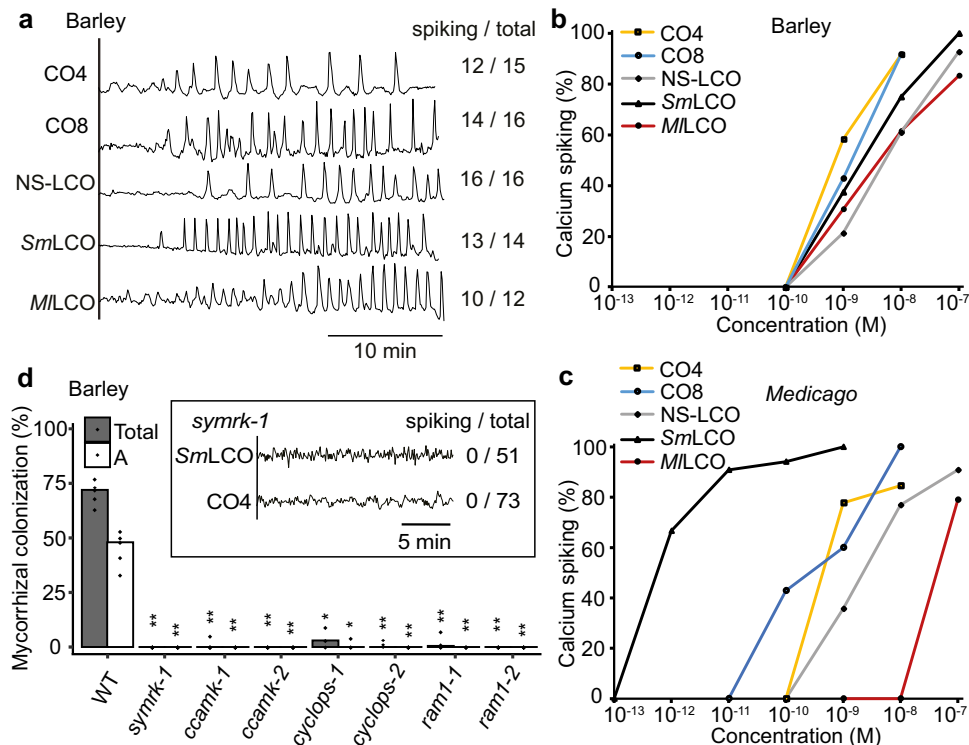 a
Barley
spiking / total
CO4
12 / 15
CO8
14 / 16
NS-LCO
16 / 16
SmLCO
13 / 14
MlLCO
10 / 12
10 min
b
Barley
CO4
CO8
NS-LCO
SmLCO
MlLCO
Calcium spiking (%)
100
80
60
40
20
0
10-13
10-12
10-11
10-10
10-9
10-8
10-7
Concentration (M)
c
Medicago
CO4
CO8
NS-LCO
SmLCO
MlLCO
Calcium spiking (%)
100
80
60
40
20
0
10-13
10-12
10-11
10-10
10-9
10-8
10-7
Concentration (M)
d
Barley
Mycorrhizal colonization (%)
100
75
50
25
0
Total
A
symrk-1
spiking / total
SmLCO
0 / 51
CO4
0 / 73
5 min
** ** ** ** ** ** * * ** ** ** ** ** **
WT
symrk-1
ccamk-1
ccamk-2
cyclops-1
cyclops-2
ram1-1
ram1-2